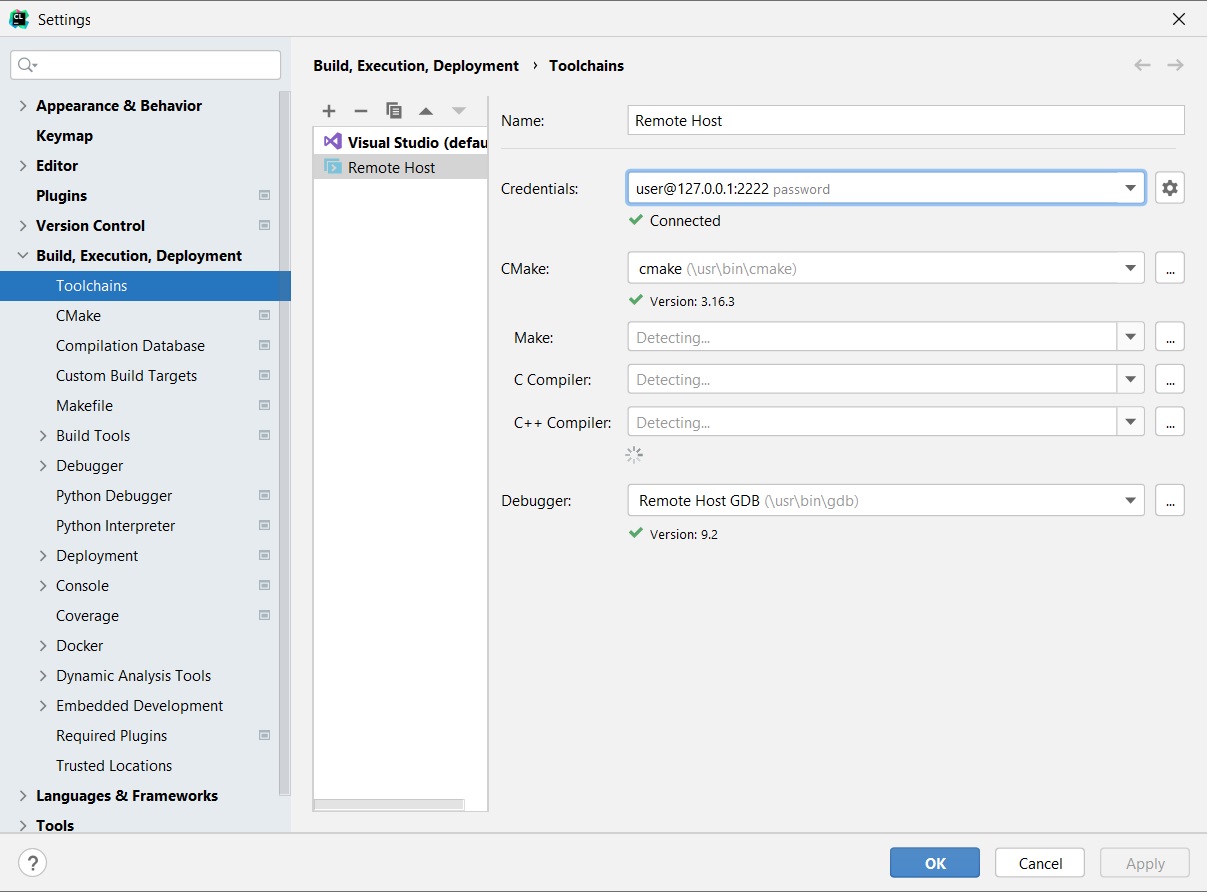 Settings
Build, Execution, Deployment › Toolchains
Appearance & Behavior
Keymap
Editor
Plugins
Version Control
Build, Execution, Deployment
Toolchains
CMake
Compilation Database
Custom Build Targets
Makefile
Build Tools
Debugger
Python Debugger
Python Interpreter
Deployment
Console
Coverage
Docker
Dynamic Analysis Tools
Embedded Development
Required Plugins
Trusted Locations
Languages & Frameworks
Tools
Visual Studio (defau
Remote Host
Name: Remote Host
Credentials: user@127.0.0.1:2222 password
Connected
CMake: cmake (\usr\bin\cmake) ...
Version: 3.16.3
Make: Detecting... ...
C Compiler: Detecting... ...
C++ Compiler: Detecting... ...
Debugger: Remote Host GDB (\usr\bin\gdb) ...
Version: 9.2
? OK Cancel Apply